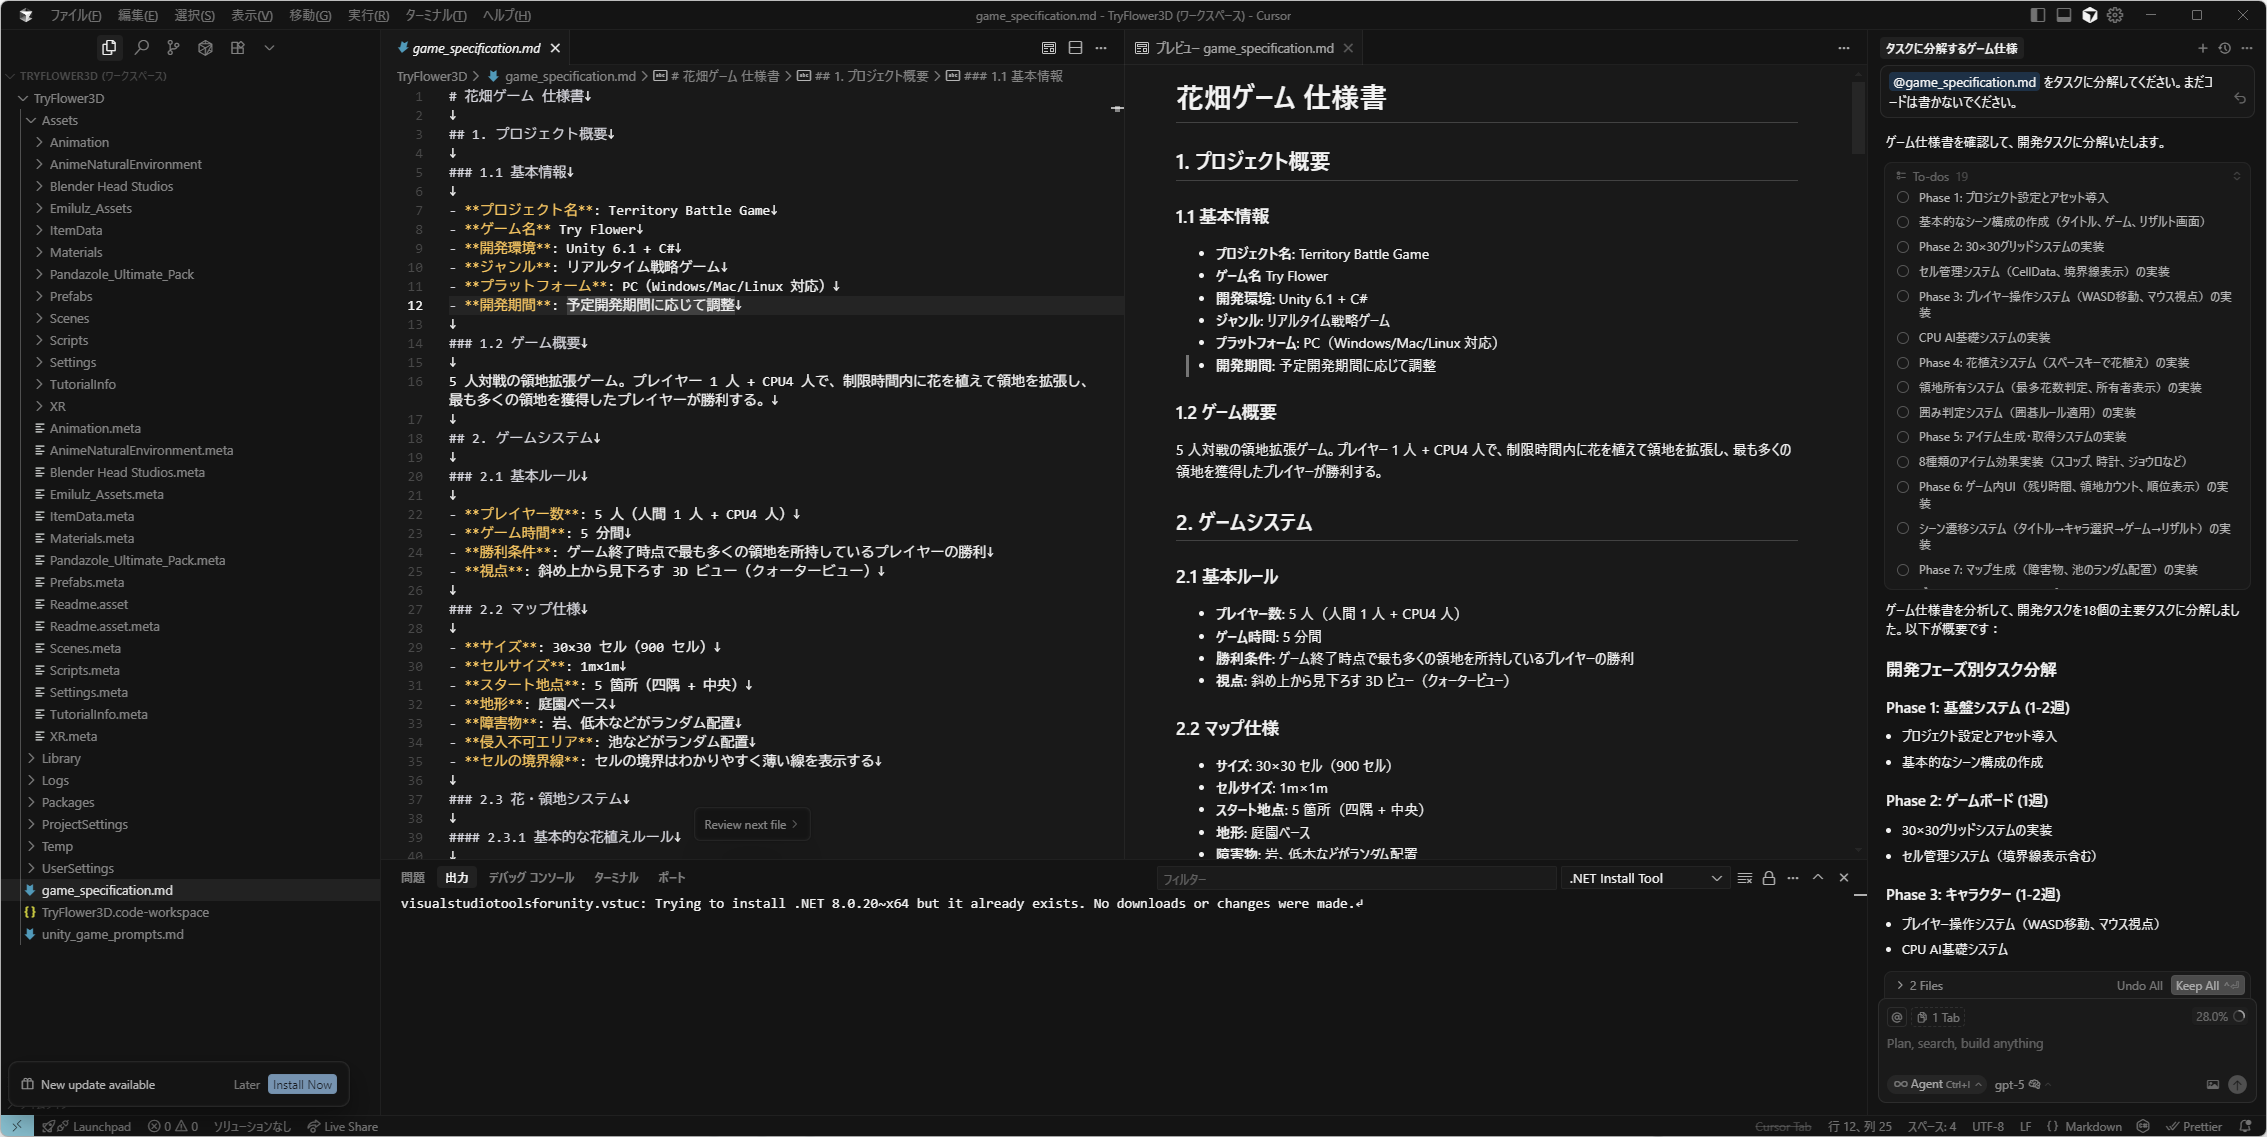 ファイル(F) 編集(E) 選択(S) 表示(V) 移動(G) 実行(R) ターミナル(T) ヘルプ(H)
game_specification.md - TryFlower3D (ワークスペース) - Cursor
TRYFLOWER3D (ワークスペース)
TryFlower3D
Assets
Animation
AnimeNaturalEnvironment
Blender Head Studios
Emilulz_Assets
ItemData
Materials
Pandazole_Ultimate_Pack
Prefabs
Scenes
Scripts
Settings
TutorialInfo
XR
Animation.meta
AnimeNaturalEnvironment.meta
Blender Head Studios.meta
Emilulz_Assets.meta
ItemData.meta
Materials.meta
Pandazole_Ultimate_Pack.meta
Prefabs.meta
Readme.asset
Readme.asset.meta
Scenes.meta
Scripts.meta
Settings.meta
TutorialInfo.meta
XR.meta
Library
Logs
Packages
ProjectSettings
Temp
UserSettings
game_specification.md
TryFlower3D.code-workspace
unity_game_prompts.md
New update available Later Install Now
game_specification.md
TryFlower3D > game_specification.md > # 花畑ゲーム 仕様書 > ## 1. プロジェクト概要 > ### 1.1 基本情報
1 # 花畑ゲーム 仕様書↓
2 ↓
3 ## 1. プロジェクト概要↓
4 ↓
5 ### 1.1 基本情報↓
6 ↓
7 - **プロジェクト名**: Territory Battle Game↓
8 - **ゲーム名** Try Flower↓
9 - **開発環境**: Unity 6.1 + C#↓
10 - **ジャンル**: リアルタイム戦略ゲーム↓
11 - **プラットフォーム**: PC（Windows/Mac/Linux 対応）↓
12 - **開発期間**: 予定開発期間に応じて調整↓
13 ↓
14 ### 1.2 ゲーム概要↓
15 ↓
16 5 人対戦の領地拡張ゲーム。プレイヤー 1 人 + CPU4 人で、制限時間内に花を植えて領地を拡張し、
最も多くの領地を獲得したプレイヤーが勝利する。↓
17 ↓
18 ## 2. ゲームシステム↓
19 ↓
20 ### 2.1 基本ルール↓
21 ↓
22 - **プレイヤー数**: 5 人（人間 1 人 + CPU4 人）↓
23 - **ゲーム時間**: 5 分間↓
24 - **勝利条件**: ゲーム終了時点で最も多くの領地を所持しているプレイヤーの勝利↓
25 - **視点**: 斜め上から見下ろす 3D ビュー（クォータービュー）↓
26 ↓
27 ### 2.2 マップ仕様↓
28 ↓
29 - **サイズ**: 30×30 セル（900 セル）↓
30 - **セルサイズ**: 1m×1m↓
31 - **スタート地点**: 5 箇所（四隅 + 中央）↓
32 - **地形**: 庭園ベース↓
33 - **障害物**: 岩、低木などがランダム配置↓
34 - **侵入不可エリア**: 池などがランダム配置↓
35 - **セルの境界線**: セルの境界はわかりやすく薄い線を表示する↓
36 ↓
37 ### 2.3 花・領地システム↓
38 ↓
39 #### 2.3.1 基本的な花植えルール↓
40 ↓
Review next file >
プレビュー game_specification.md
花畑ゲーム 仕様書
1. プロジェクト概要
1.1 基本情報
• プロジェクト名: Territory Battle Game
• ゲーム名 Try Flower
• 開発環境: Unity 6.1 + C#
• ジャンル: リアルタイム戦略ゲーム
• プラットフォーム: PC（Windows/Mac/Linux 対応）
• 開発期間: 予定開発期間に応じて調整
1.2 ゲーム概要
5 人対戦の領地拡張ゲーム。プレイヤー 1 人 + CPU4 人で、制限時間内に花を植えて領地を拡張し、最も多くの
領地を獲得したプレイヤーが勝利する。
2. ゲームシステム
2.1 基本ルール
• プレイヤー数: 5 人（人間 1 人 + CPU4 人）
• ゲーム時間: 5 分間
• 勝利条件: ゲーム終了時点で最も多くの領地を所持しているプレイヤーの勝利
• 視点: 斜め上から見下ろす 3D ビュー（クォータービュー）
2.2 マップ仕様
• サイズ: 30×30 セル（900 セル）
• セルサイズ: 1m×1m
• スタート地点: 5 箇所（四隅 + 中央）
• 地形: 庭園ベース
• 障害物: 岩、低木などがランダム配置
問題 出力 デバッグ コンソール ターミナル ポート
フィルター
.NET Install Tool
visualstudiotoolsforunity.vstuc: Trying to install .NET 8.0.20~x64 but it already exists. No downloads or changes were made.↲
タスクに分解するゲーム仕様
@game_specification.md をタスクに分解してください。まだコ
ードは書かないでください。
ゲーム仕様書を確認して、開発タスクに分解いたします。
To-dos 19
Phase 1: プロジェクト設定とアセット導入
基本的なシーン構成の作成（タイトル、ゲーム、リザルト画面）
Phase 2: 30×30グリッドシステムの実装
セル管理システム（CellData、境界線表示）の実装
Phase 3: プレイヤー操作システム（WASD移動、マウス視点）の実
装
CPU AI基礎システムの実装
Phase 4: 花植えシステム（スペースキーで花植え）の実装
領地所有システム（最多花数判定、所有者表示）の実装
囲み判定システム（囲碁ルール適用）の実装
Phase 5: アイテム生成・取得システムの実装
8種類のアイテム効果実装（スコップ、時計、ジョウロなど）
Phase 6: ゲーム内UI（残り時間、領地カウント、順位表示）の実
装
シーン遷移システム（タイトル→キャラ選択→ゲーム→リザルト）の実
装
Phase 7: マップ生成（障害物、池のランダム配置）の実装
ゲーム仕様書を分析して、開発タスクを18個の主要タスクに分解しまし
た。以下が概要です：
開発フェーズ別タスク分解
Phase 1: 基盤システム (1-2週)
• プロジェクト設定とアセット導入
• 基本的なシーン構成の作成
Phase 2: ゲームボード (1週)
• 30×30グリッドシステムの実装
• セル管理システム（境界線表示含む）
Phase 3: キャラクター (1-2週)
• プレイヤー操作システム（WASD移動、マウス視点）
• CPU AI基礎システム
> 2 Files Undo All Keep All ^⏎
@ 1 Tab 28.0%
Plan, search, build anything
∞ Agent Ctrl+I gpt-5
Launchpad 0 0 ソリューションなし Live Share
Cursor Tab 行 12、列 25 スペース: 4 UTF-8 LF {} Markdown Prettier